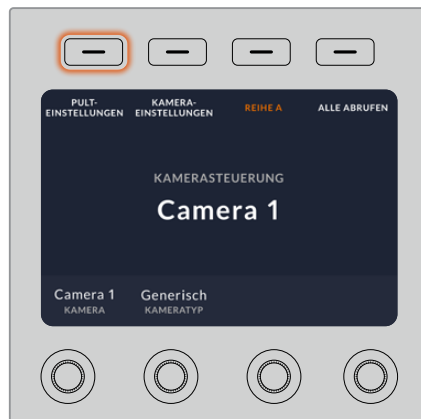 PULT-
EINSTELLUNGEN
KAMERA-
EINSTELLUNGEN
REIHE A
ALLE ABRUFEN
KAMERASTEUERUNG
Camera 1
Camera 1
KAMERA
Generisch
KAMERATYP